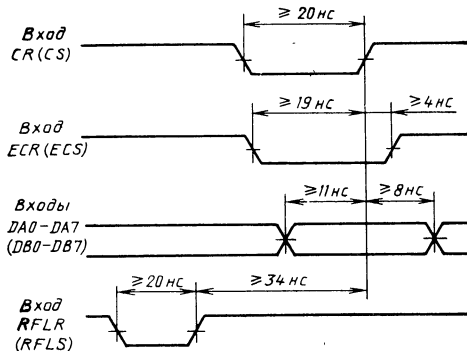 ≥ 20 нс
Вход
CR (CS)
≥ 19 нс
≥ 4 нс
Вход
ECR (ECS)
≥ 11 нс
≥ 8 нс
Входы
DA0-DA7
(DB0-DB7)
≥ 20 нс
≥ 34 нс
Вход
RFLR
(RFLS)